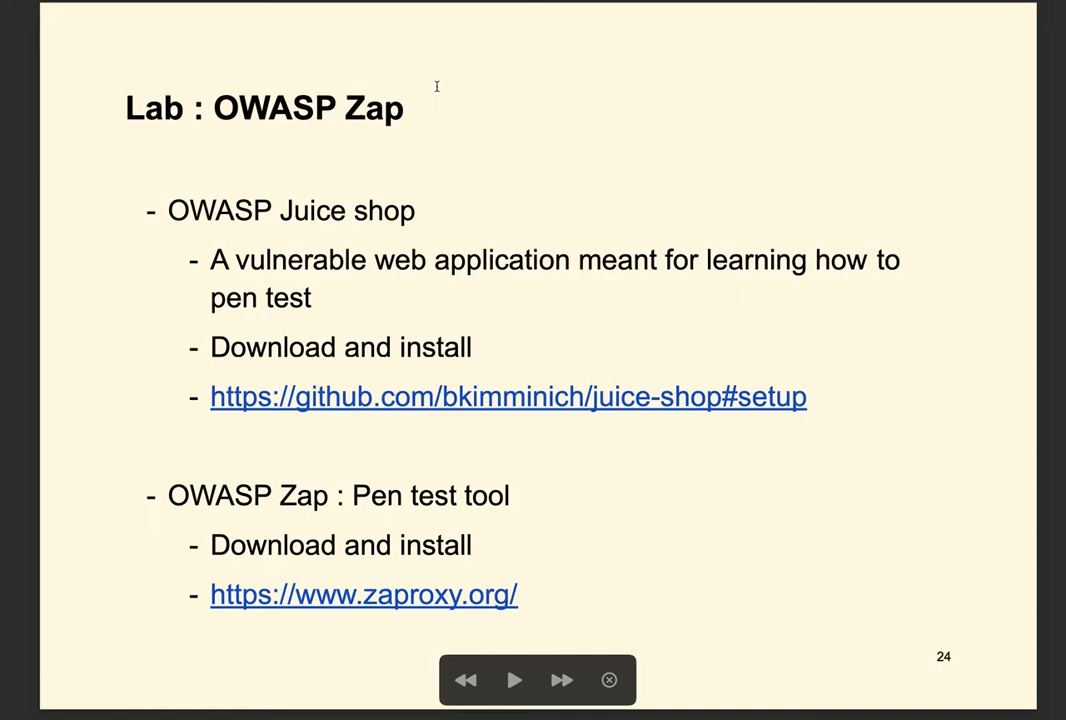 Lab : OWASP Zap
- OWASP Juice shop
- A vulnerable web application meant for learning how to
pen test
- Download and install
- https://github.com/bkimminich/juice-shop#setup
- OWASP Zap : Pen test tool
- Download and install
- https://www.zaproxy.org/
24